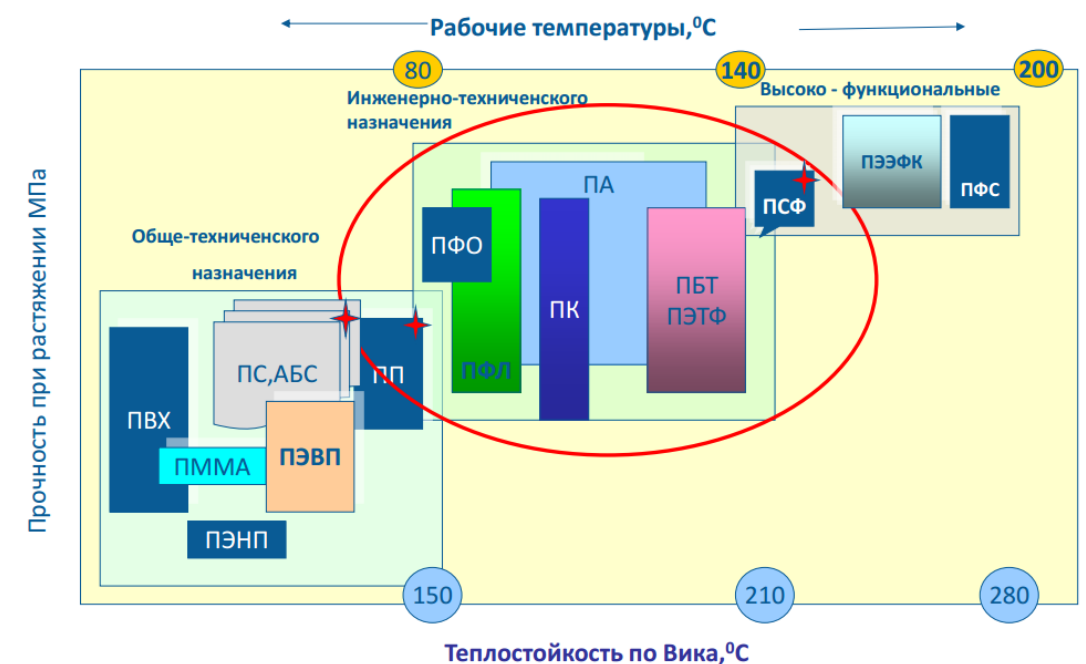 Рабочие температуры,⁰С
80
140
200
Высоко - функциональные
Инженерно-техниченского
назначения
ПА
ПЭЭФК
ПФС
ПСФ
Обще-техниченского
назначения
ПФО
ПБТ
ПЭТФ
ПК
ПФЛ
ПС,АБС
ПП
ПВХ
ПММА
ПЭВП
ПЭНП
150
210
280
Прочность при растяжении МПа
Теплостойкость по Вика,⁰С